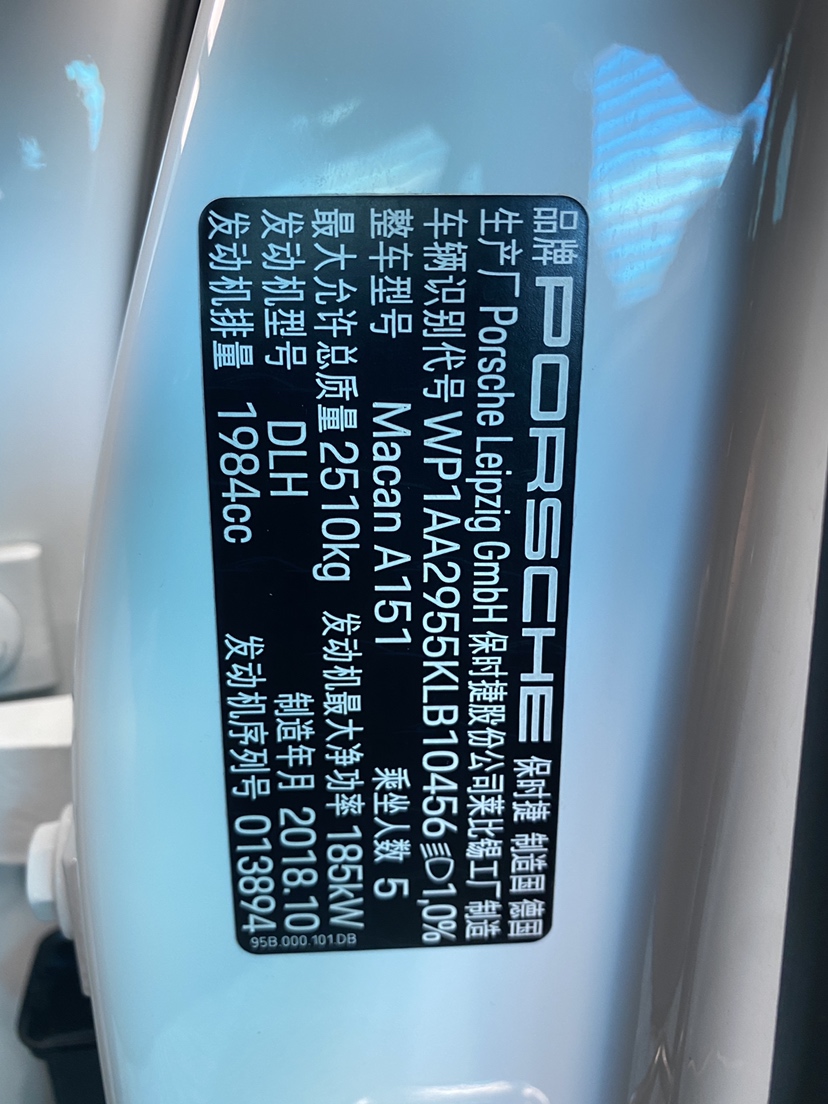 品牌 PORSCHE 保时捷 制造国 德国
生产厂 Porsche Leipzig GmbH 保时捷股份公司莱比锡工厂制造
车辆识别代号 WP1AA2955KLB10456 1,0%
整车型号 Macan A151 乘坐人数 5
最大允许总质量 2510kg 发动机最大净功率 185kW
发动机型号 DLH 制造年月 2018.10
发动机排量 1984cc 发动机序列号 013894
95B.000.101.DB